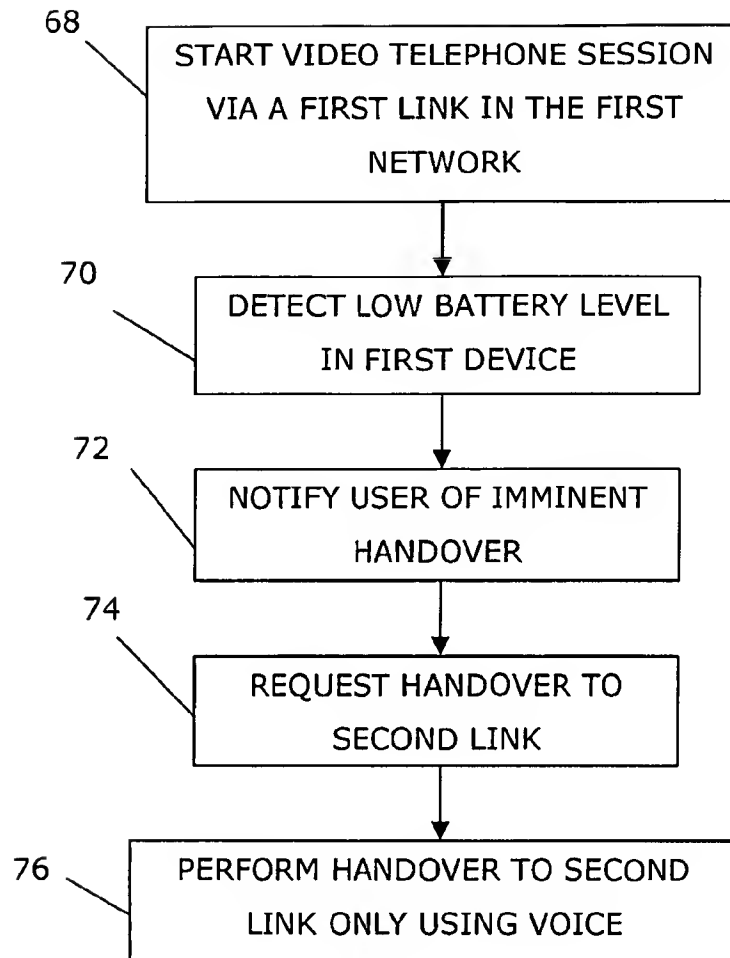 68
START VIDEO TELEPHONE SESSION
VIA A FIRST LINK IN THE FIRST
NETWORK
70
DETECT LOW BATTERY LEVEL
IN FIRST DEVICE
72
NOTIFY USER OF IMMINENT
HANDOVER
74
REQUEST HANDOVER TO
SECOND LINK
76
PERFORM HANDOVER TO SECOND
LINK ONLY USING VOICE